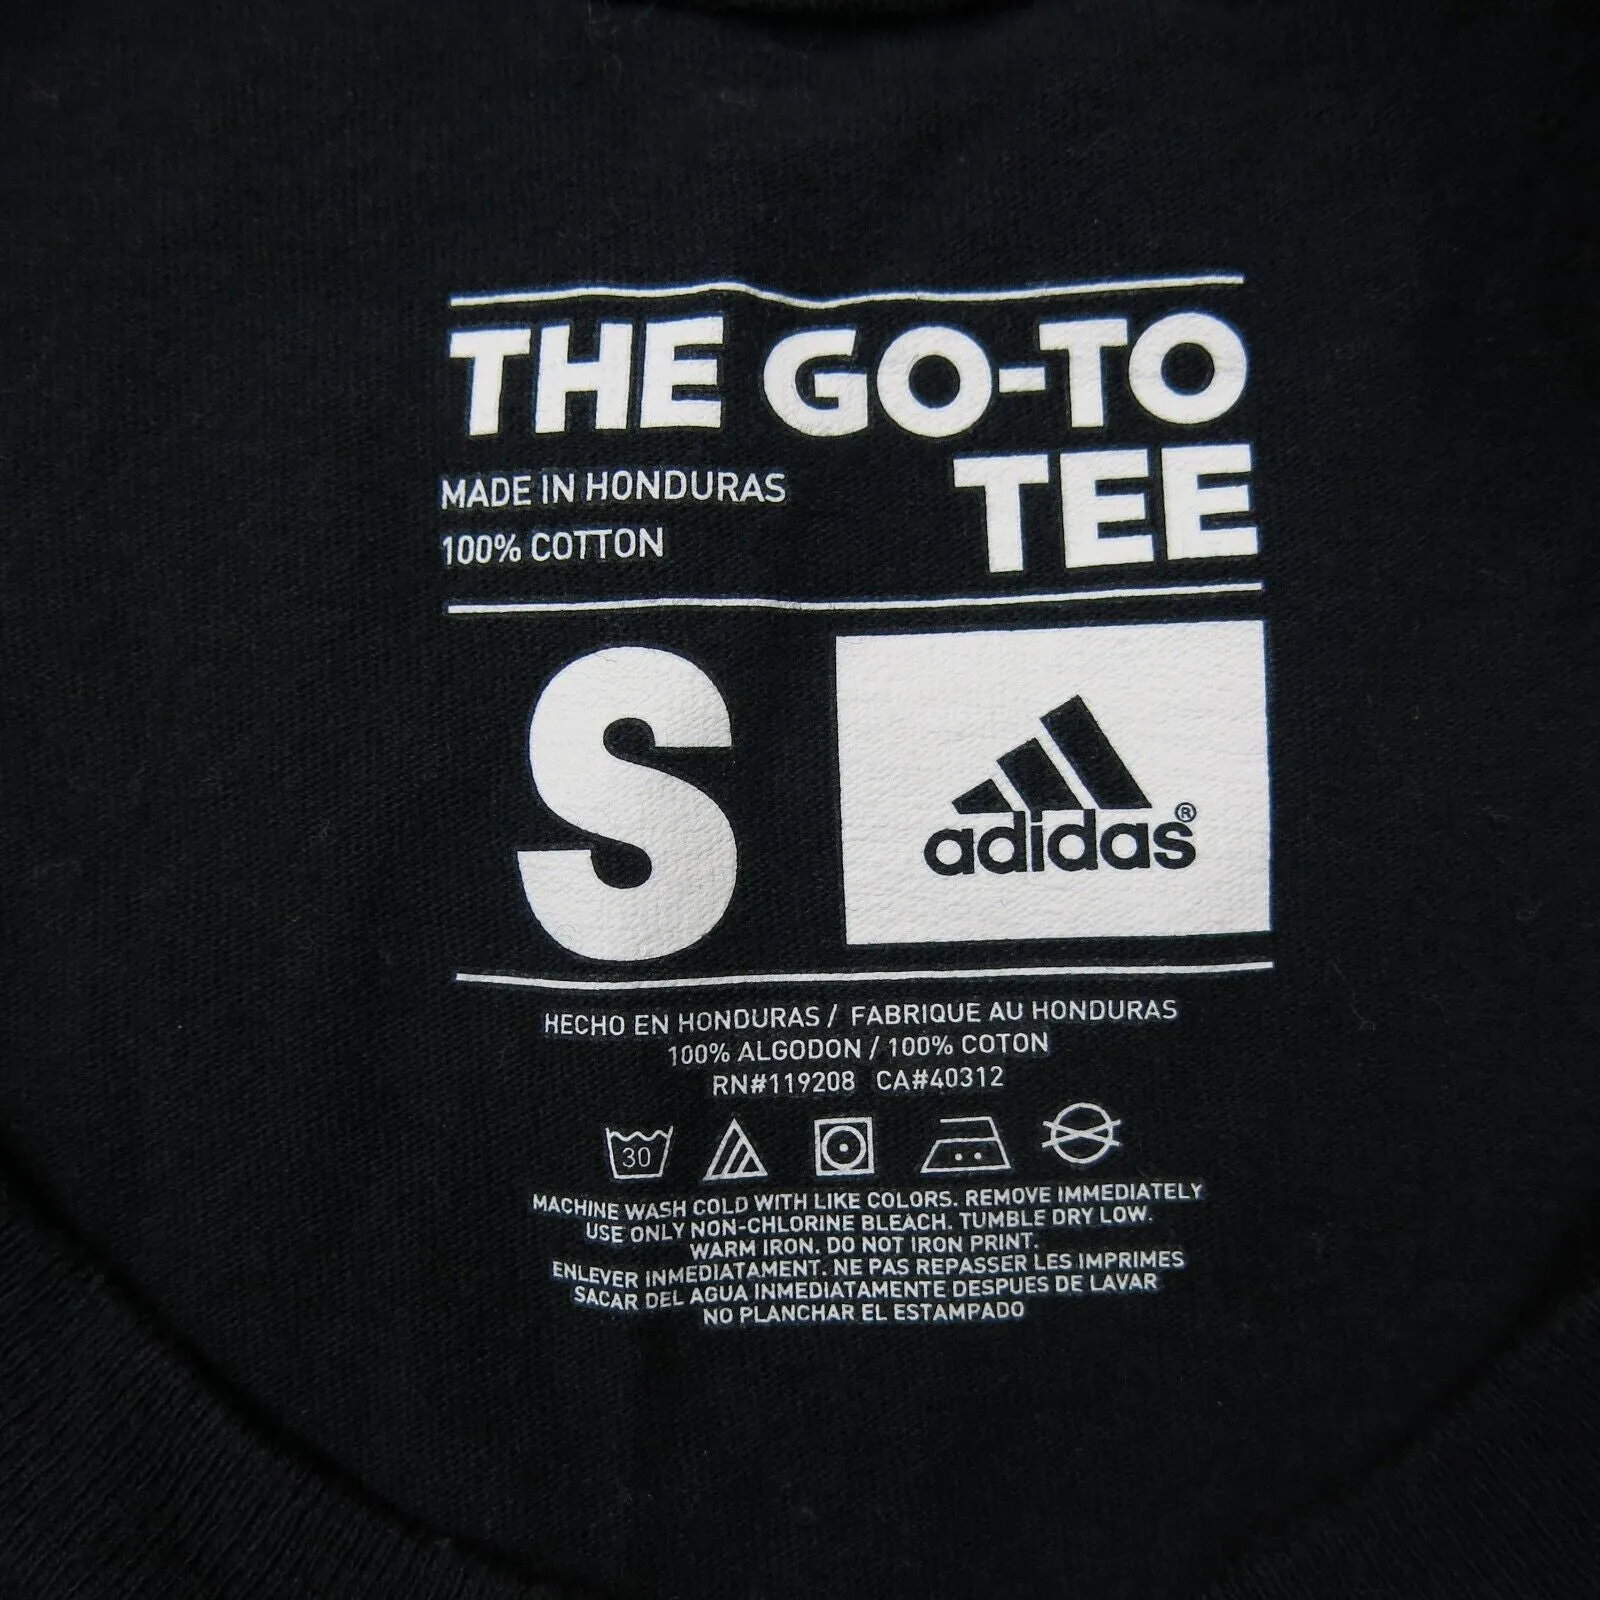 THE GO-TO
TEE
MADE IN HONDURAS
100% COTTON
S
adidas®
HECHO EN HONDURAS / FABRIQUE AU HONDURAS
100% ALGODON / 100% COTON
RN#119208 CA#40312
30
MACHINE WASH COLD WITH LIKE COLORS. REMOVE IMMEDIATELY
USE ONLY NON-CHLORINE BLEACH. TUMBLE DRY LOW.
WARM IRON. DO NOT IRON PRINT.
ENLEVER INMEDIATAMENT. NE PAS REPASSER LES IMPRIMES
SACAR DEL AGUA INMEDIATAMENTE DESPUES DE LAVAR
NO PLANCHAR EL ESTAMPADO